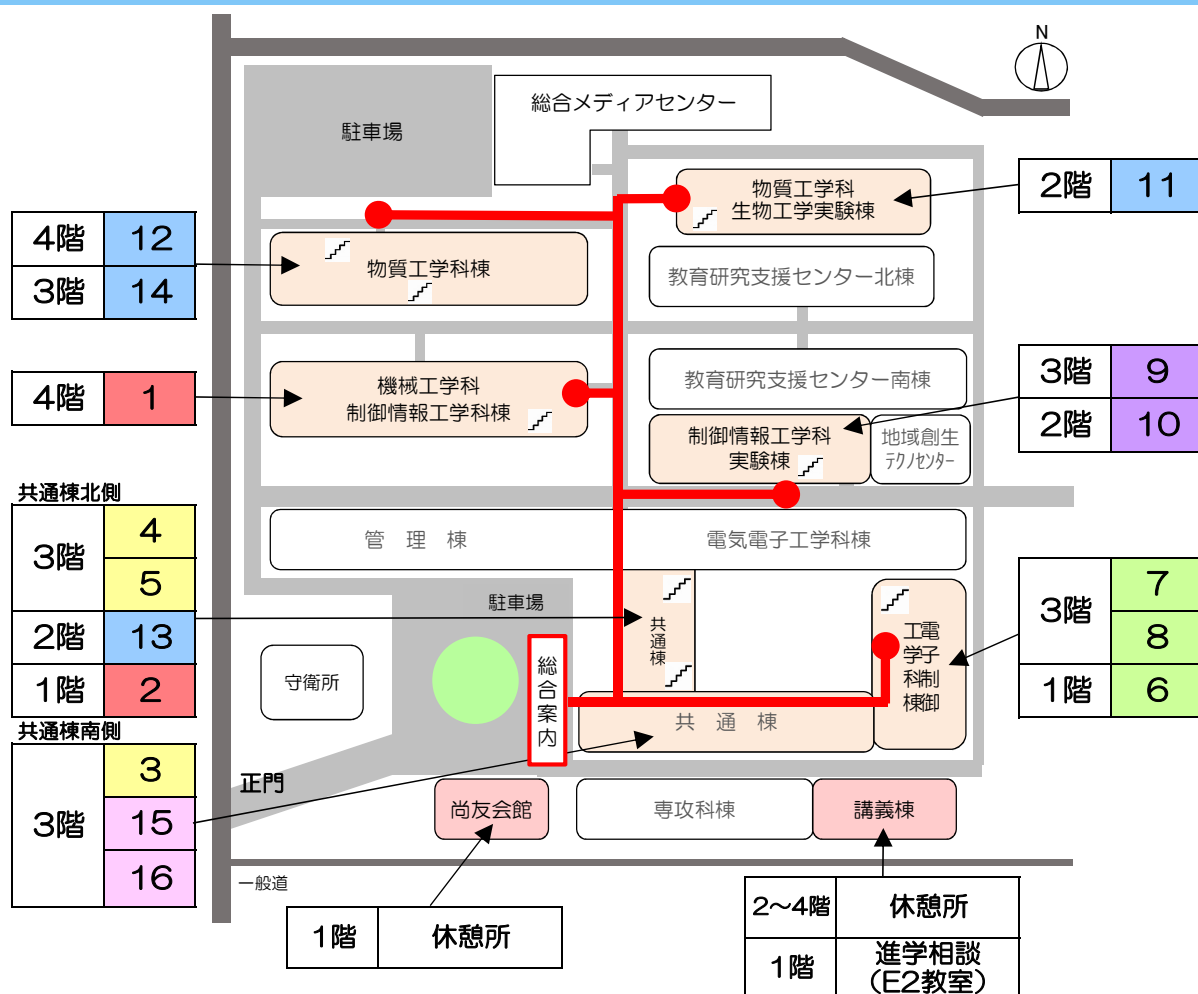 N
総合メディアセンター
駐車場
物質工学科
生物工学実験棟
2階 11
4階 12
3階 14
物質工学科棟
教育研究支援センター北棟
4階 1
機械工学科
制御情報工学科棟
教育研究支援センター南棟
3階 9
2階 10
制御情報工学科
実験棟
地域創生
テクノセンター
共通棟北側
3階 4
5
2階 13
1階 2
管理棟
電気電子工学科棟
駐車場
共通棟
電子制御
工学科棟
3階 7
8
1階 6
守衛所
総合案内
共通棟
共通棟南側
3階 3
15
16
正門
尚友会館
専攻科棟
講義棟
一般道
1階 休憩所
2~4階 休憩所
1階 進学相談
(E2教室)